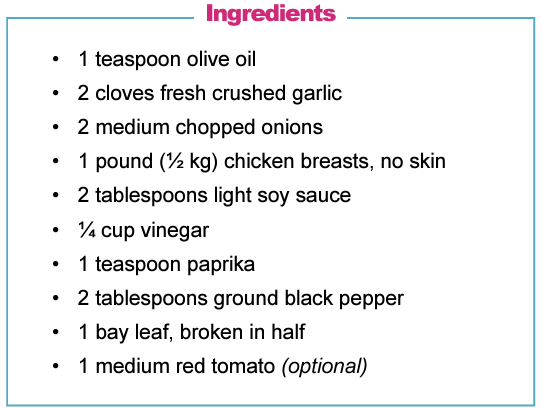 Ingredients
• 1 teaspoon olive oil
• 2 cloves fresh crushed garlic
• 2 medium chopped onions
• 1 pound (½ kg) chicken breasts, no skin
• 2 tablespoons light soy sauce
• ¼ cup vinegar
• 1 teaspoon paprika
• 2 tablespoons ground black pepper
• 1 bay leaf, broken in half
• 1 medium red tomato (optional)